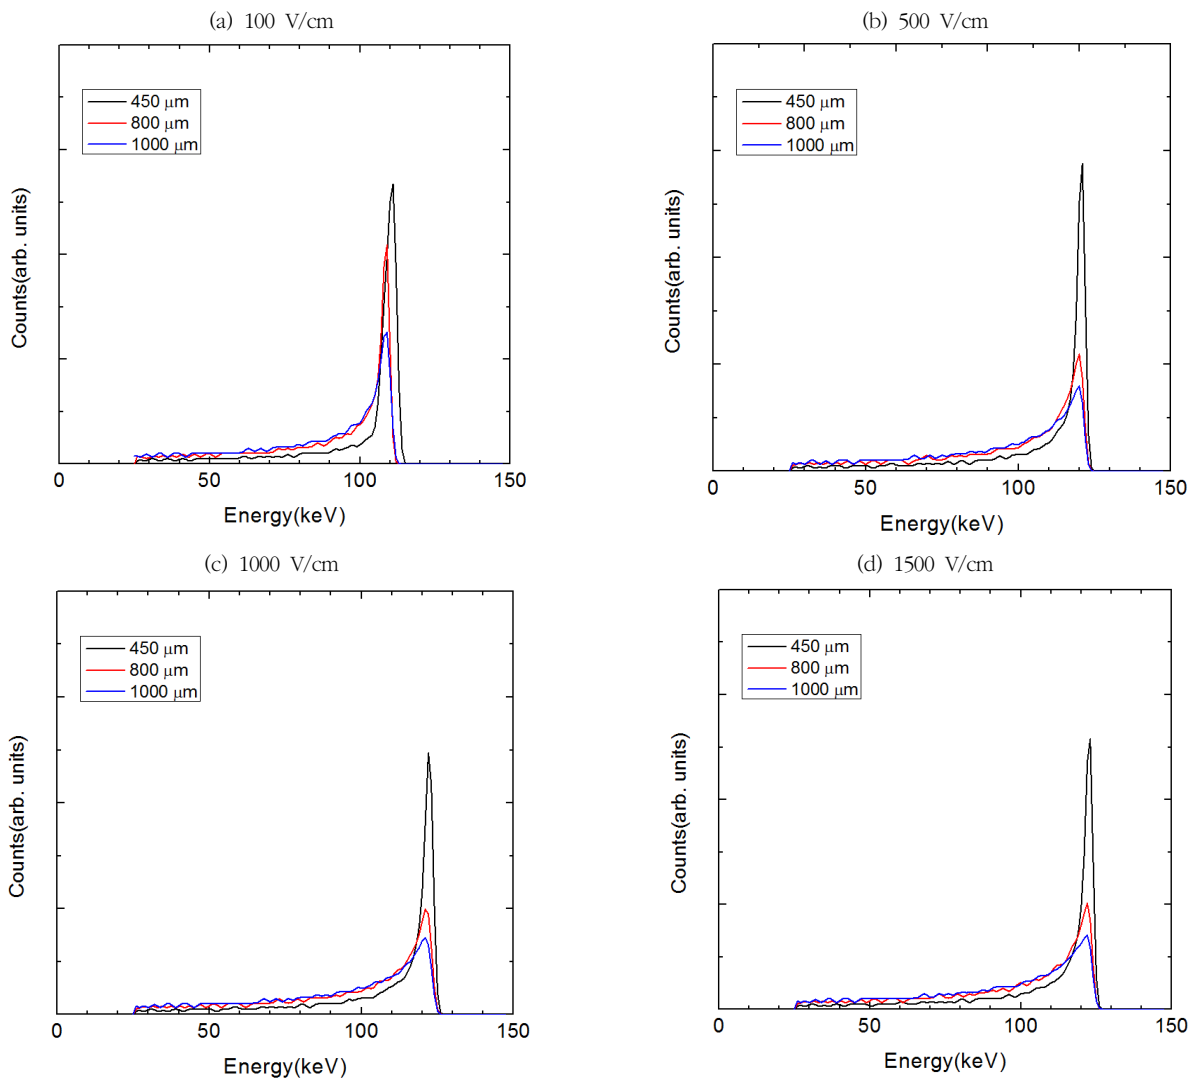 (a) 100 V/cm
450 μm
800 μm
1000 μm
Counts(arb. units)
0 50 100 150
Energy(keV)
(b) 500 V/cm
450 μm
800 μm
1000 μm
Counts(arb. units)
0 50 100 150
Energy(keV)
(c) 1000 V/cm
450 μm
800 μm
1000 μm
Counts(arb. units)
0 50 100 150
Energy(keV)
(d) 1500 V/cm
450 μm
800 μm
1000 μm
Counts(arb. units)
0 50 100 150
Energy(keV)